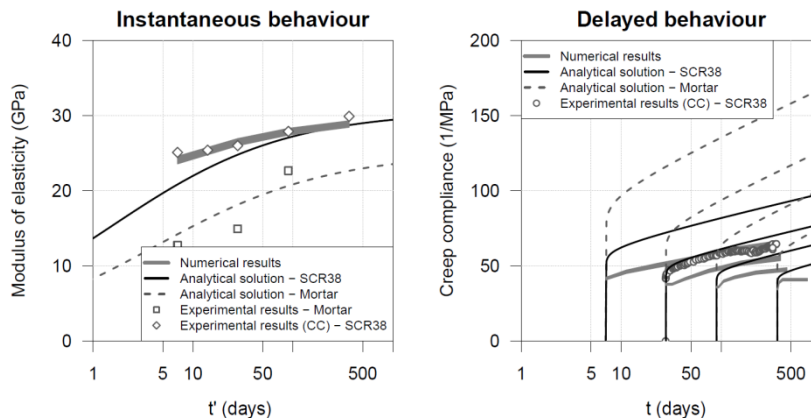 Instantaneous behaviour
Modulus of elasticity (GPa)
40
30
20
10
0
Numerical results
Analytical solution − SCR38
Analytical solution − Mortar
Experimental results − Mortar
Experimental results (CC) − SCR38
1
5
10
50
500
t' (days)
Delayed behaviour
Creep compliance (1/MPa)
200
150
100
50
0
Numerical results
Analytical solution − SCR38
Analytical solution − Mortar
Experimental results (CC) − SCR38
1
5
10
50
500
t (days)